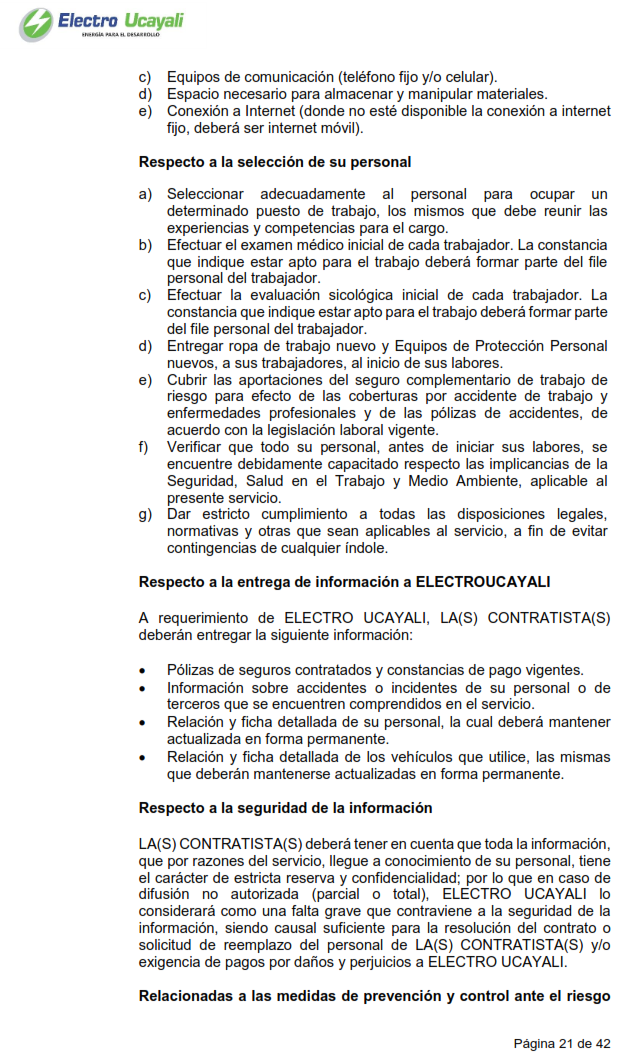 Electro Ucayali
ENERGÍA PARA EL DESARROLLO
c) Equipos de comunicación (teléfono fijo y/o celular).
d) Espacio necesario para almacenar y manipular materiales.
e) Conexión a Internet (donde no esté disponible la conexión a internet
fijo, deberá ser internet móvil).
Respecto a la selección de su personal
a) Seleccionar adecuadamente al personal para ocupar un
determinado puesto de trabajo, los mismos que debe reunir las
experiencias y competencias para el cargo.
b) Efectuar el examen médico inicial de cada trabajador. La constancia
que indique estar apto para el trabajo deberá formar parte del file
personal del trabajador.
c) Efectuar la evaluación sicológica inicial de cada trabajador. La
constancia que indique estar apto para el trabajo deberá formar parte
del file personal del trabajador.
d) Entregar ropa de trabajo nuevo y Equipos de Protección Personal
nuevos, a sus trabajadores, al inicio de sus labores.
e) Cubrir las aportaciones del seguro complementario de trabajo de
riesgo para efecto de las coberturas por accidente de trabajo y
enfermedades profesionales y de las pólizas de accidentes, de
acuerdo con la legislación laboral vigente.
f) Verificar que todo su personal, antes de iniciar sus labores, se
encuentre debidamente capacitado respecto las implicancias de la
Seguridad, Salud en el Trabajo y Medio Ambiente, aplicable al
presente servicio.
g) Dar estricto cumplimiento a todas las disposiciones legales,
normativas y otras que sean aplicables al servicio, a fin de evitar
contingencias de cualquier índole.
Respecto a la entrega de información a ELECTROUCAYALI
A requerimiento de ELECTRO UCAYALI, LA(S) CONTRATISTA(S)
deberán entregar la siguiente información:
• Pólizas de seguros contratados y constancias de pago vigentes.
• Información sobre accidentes o incidentes de su personal o de
terceros que se encuentren comprendidos en el servicio.
• Relación y ficha detallada de su personal, la cual deberá mantener
actualizada en forma permanente.
• Relación y ficha detallada de los vehículos que utilice, las mismas
que deberán mantenerse actualizadas en forma permanente.
Respecto a la seguridad de la información
LA(S) CONTRATISTA(S) deberá tener en cuenta que toda la información,
que por razones del servicio, llegue a conocimiento de su personal, tiene
el carácter de estricta reserva y confidencialidad; por lo que en caso de
difusión no autorizada (parcial o total), ELECTRO UCAYALI lo
considerará como una falta grave que contraviene a la seguridad de la
información, siendo causal suficiente para la resolución del contrato o
solicitud de reemplazo del personal de LA(S) CONTRATISTA(S) y/o
exigencia de pagos por daños y perjuicios a ELECTRO UCAYALI.
Relacionadas a las medidas de prevención y control ante el riesgo
Página 21 de 42